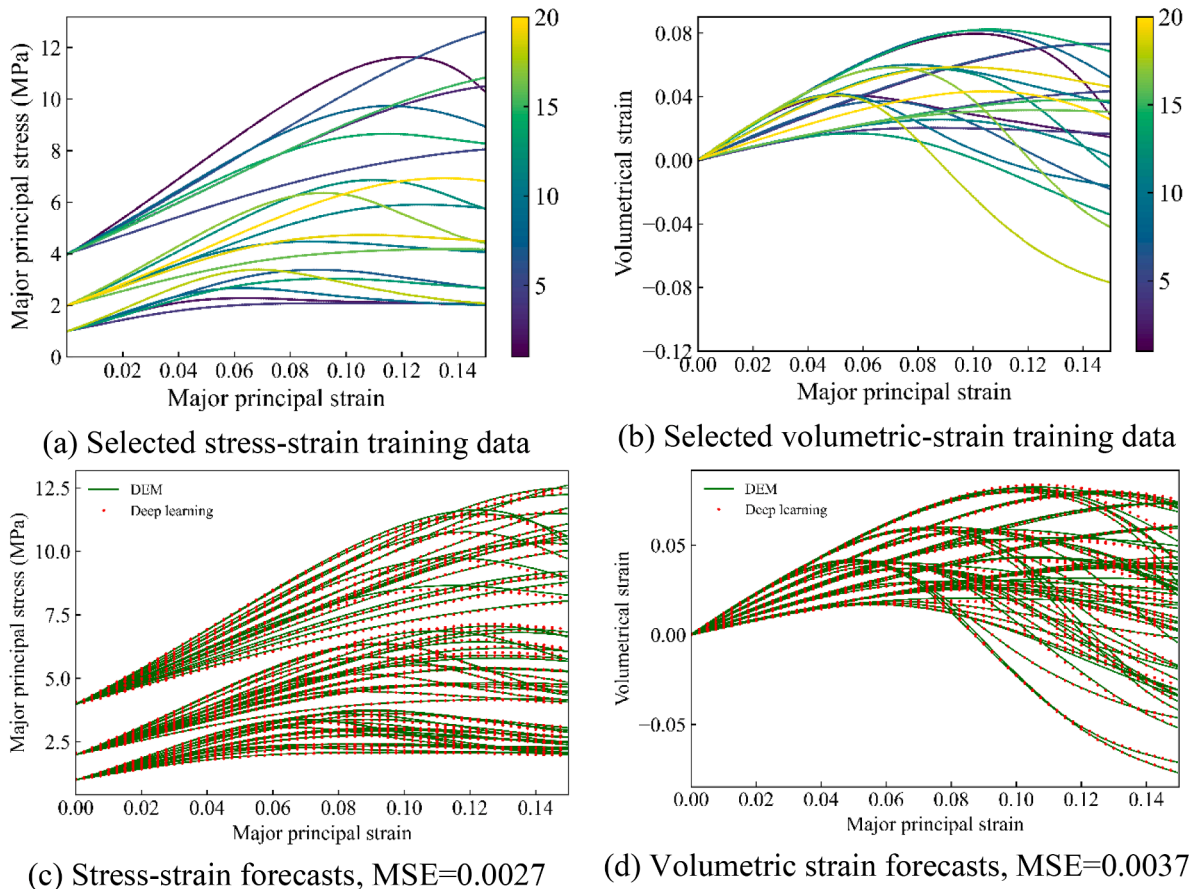 Major principal stress (MPa)
12
10
8
6
4
2
0
0.02 0.04 0.06 0.08 0.10 0.12 0.14
Major principal strain
20
15
10
5
(a) Selected stress-strain training data
Volumetrical strain
0.08
0.04
0.00
−0.04
−0.08
−0.12
0.00 0.02 0.04 0.06 0.08 0.10 0.12 0.14
Major principal strain
20
15
10
5
(b) Selected volumetric-strain training data
Major principal stress (MPa)
12.5
10.0
7.5
5.0
2.5
DEM
Deep learning
0.00 0.02 0.04 0.06 0.08 0.10 0.12 0.14
Major principal strain
(c) Stress-strain forecasts, MSE=0.0027
Volumetrical strain
0.05
0.00
−0.05
DEM
Deep learning
0.00 0.02 0.04 0.06 0.08 0.10 0.12 0.14
Major principal strain
(d) Volumetric strain forecasts, MSE=0.0037